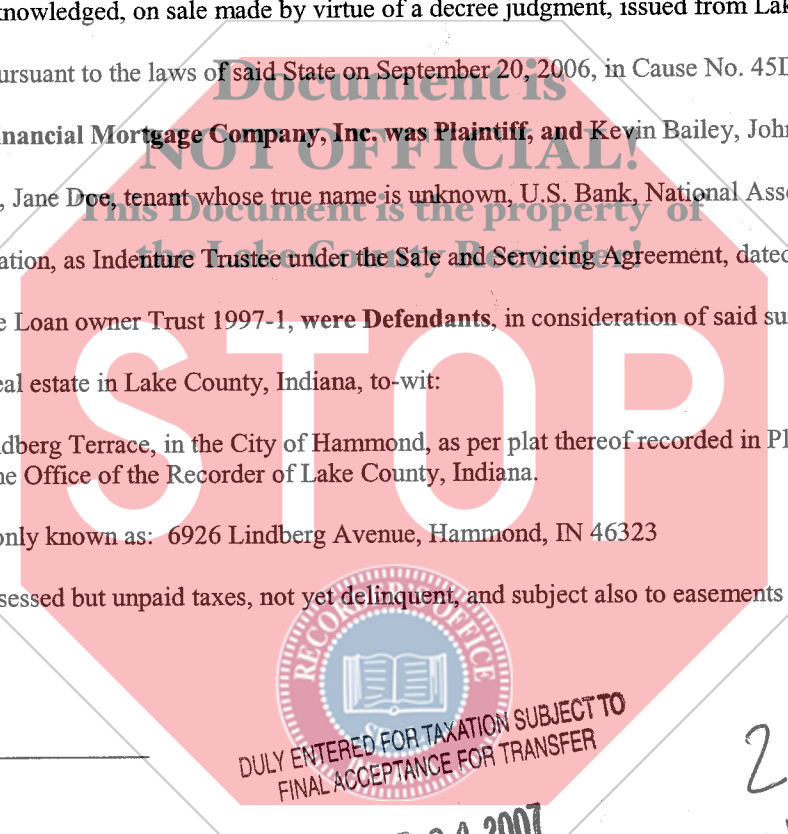 knowledged, on sale made by virtue of a decree judgment, issued from Lak
Document is
ursuant to the laws of said State on September 20, 2006, in Cause No. 45D
NOT OFFICIAL!
inancial Mortgage Company, Inc. was Plaintiff, and Kevin Bailey, John
This Document is the property of
, Jane Doe, tenant whose true name is unknown, U.S. Bank, National Asso
the Lake County Recorder!
ation, as Indenture Trustee under the Sale and Servicing Agreement, dated
e Loan owner Trust 1997-1, were Defendants, in consideration of said su
STOP
eal estate in Lake County, Indiana, to-wit:
dberg Terrace, in the City of Hammond, as per plat thereof recorded in Pl
he Office of the Recorder of Lake County, Indiana.
only known as: 6926 Lindberg Avenue, Hammond, IN 46323
sessed but unpaid taxes, not yet delinquent, and subject also to easements
RECORDER'S OFFICE
DULY ENTERED FOR TAXATION SUBJECT TO
FINAL ACCEPTANCE FOR TRANSFER
2
2007